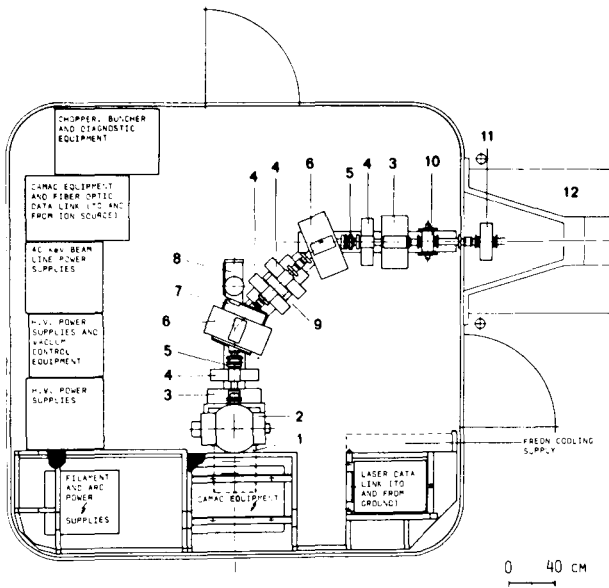 CHOPPER, BUNCHER
AND DIAGNOSTIC
EQUIPMENT
CAMAC EQUIPMENT
AND FIBER OPTIC
DATA LINK (TO AND
FROM ION SOURCE)
40 KEV BEAM
LINE POWER
SUPPLIES
H.V. POWER
SUPPLIES AND
VACUUM
CONTROL
EQUIPMENT
H.V. POWER
SUPPLIES
FILAMENT
AND ARC
POWER
SUPPLIES
CAMAC EQUIPMENT
LASER DATA
LINK (TO
AND FROM
GROUND)
FREON COOLING
SUPPLY
11
12
10
3
4
5
6
4
4
8
7
6
9
5
4
3
2
1
0 40 CM